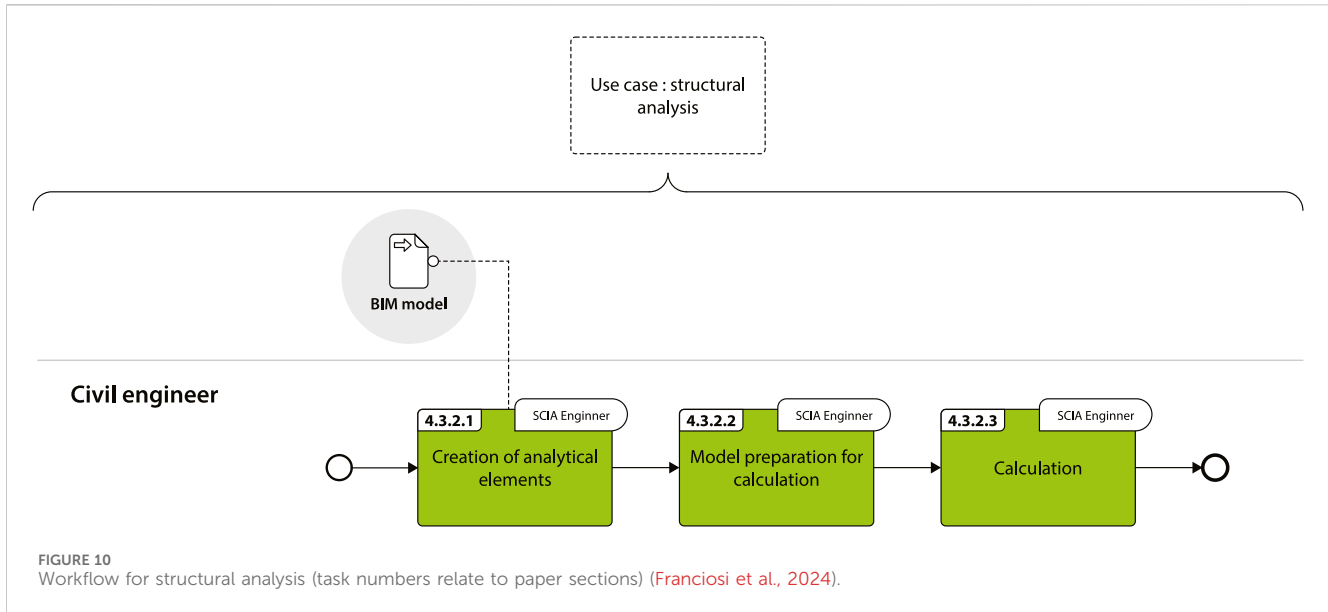 Use case : structural
analysis
BIM model
Civil engineer
4.3.2.1
SCIA Enginner
Creation of analytical
elements
4.3.2.2
SCIA Enginner
Model preparation for
calculation
4.3.2.3
SCIA Enginner
Calculation
FIGURE 10
Workflow for structural analysis (task numbers relate to paper sections) (Franciosi et al., 2024).